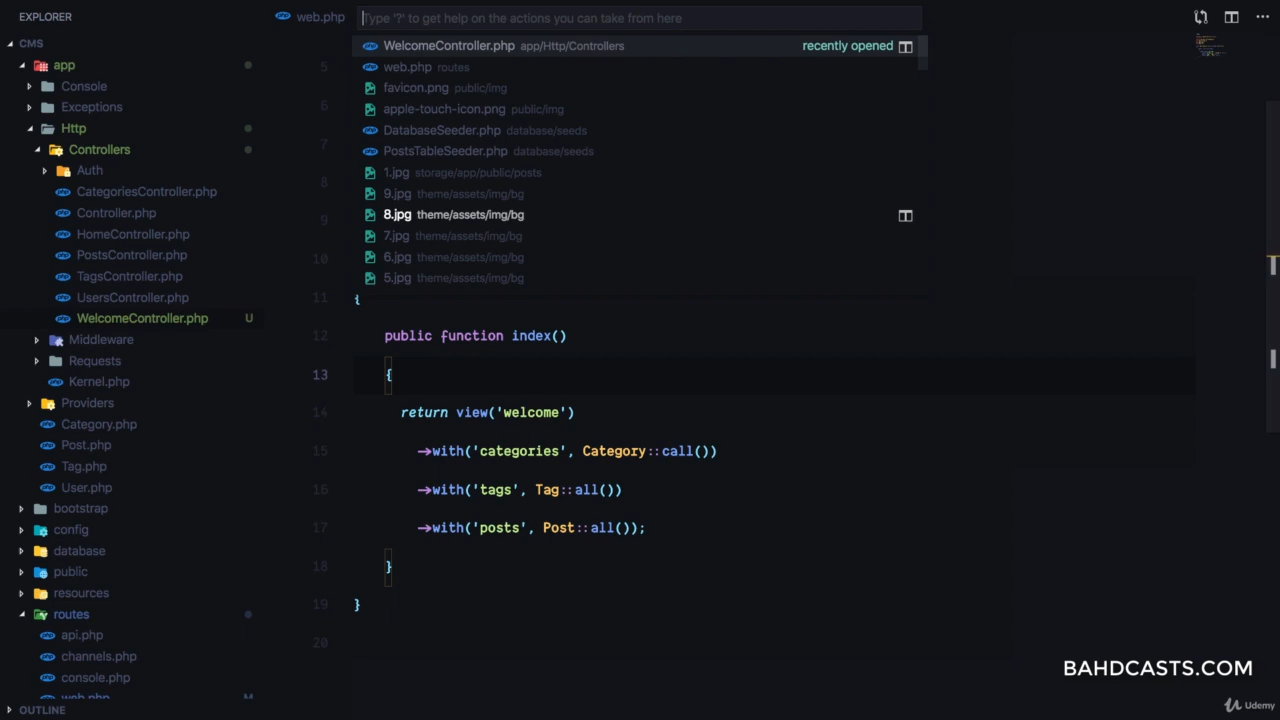 EXPLORER
CMS
app
Console
Exceptions
Http
Controllers
Auth
CategoriesController.php
Controller.php
HomeController.php
PostsController.php
TagsController.php
UsersController.php
WelcomeController.php U
Middleware
Requests
Kernel.php
Providers
Category.php
Post.php
Tag.php
User.php
bootstrap
config
database
public
resources
routes
api.php
channels.php
console.php
web.php M
OUTLINE
php web.php
Type '?' to get help on the actions you can take from here
WelcomeController.php app/Http/Controllers recently opened
web.php routes
favicon.png public/img
apple-touch-icon.png public/img
DatabaseSeeder.php database/seeds
PostsTableSeeder.php database/seeds
1.jpg storage/app/public/posts
9.jpg theme/assets/img/bg
8.jpg theme/assets/img/bg
7.jpg theme/assets/img/bg
6.jpg theme/assets/img/bg
5.jpg theme/assets/img/bg
5
6
7
8
9
10
11 {
12 public function index()
13 {
14 return view('welcome')
15 →with('categories', Category::call())
16 →with('tags', Tag::all())
17 →with('posts', Post::all());
18 }
19 }
20
BAHDCASTS.COM
Udemy